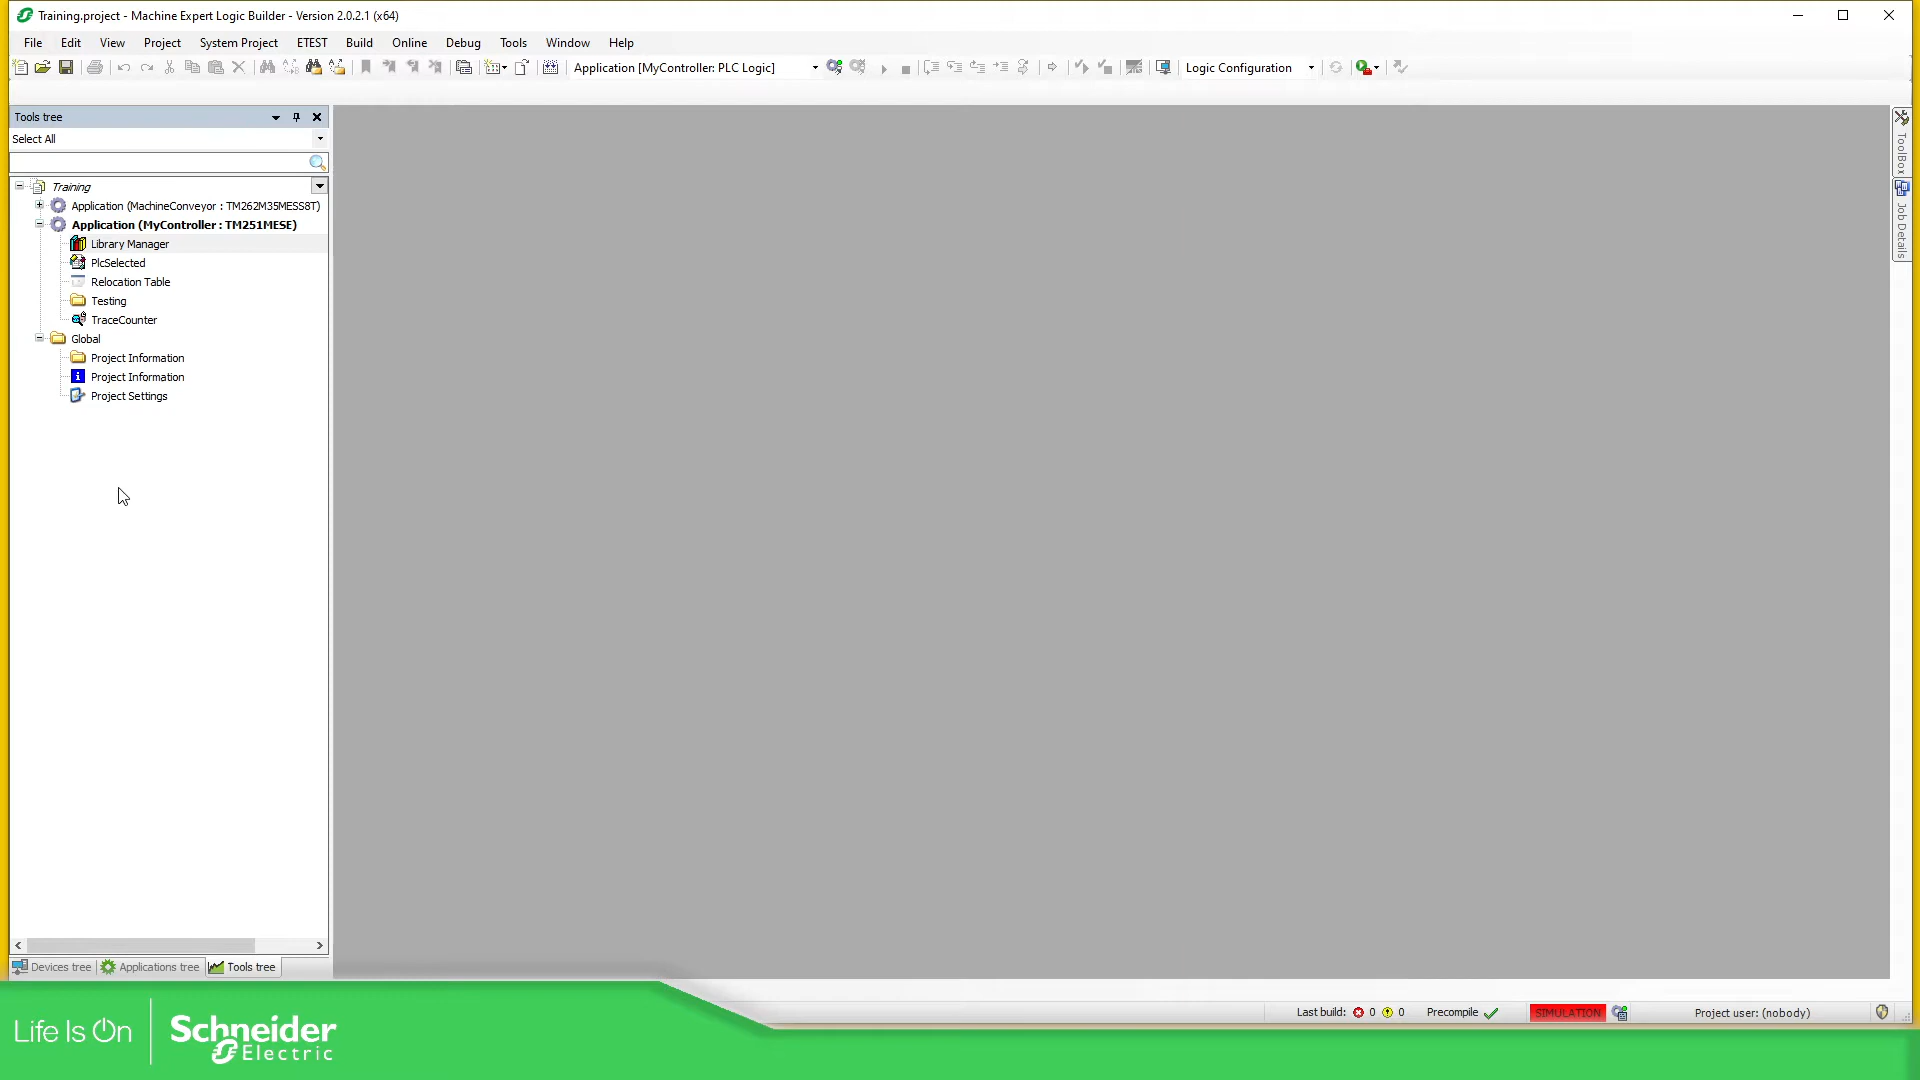 Training.project - Machine Expert Logic Builder - Version 2.0.2.1 (x64)
File Edit View Project System Project ETEST Build Online Debug Tools Window Help
Application [MyController: PLC Logic] Logic Configuration
Tools tree
Select All
Training
Application (MachineConveyor : TM262M35MESS8T)
Application (MyController : TM251MESE)
Library Manager
PlcSelected
Relocation Table
Testing
TraceCounter
Global
Project Information
Project Information
Project Settings
ToolBox
Job Details
Devices tree Applications tree Tools tree
Last build: 0 0 Precompile SIMULATION Project user: (nobody)
Life Is On
Schneider
Electric